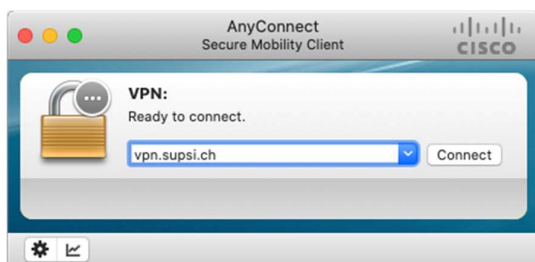 AnyConnect
Secure Mobility Client
CISCO
VPN:
Ready to connect.
vpn.supsi.ch
Connect